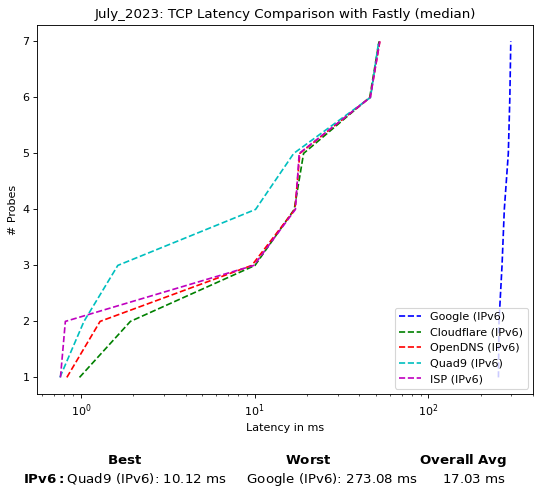 July_2023: TCP Latency Comparison with Fastly (median)
7
6
5
4
3
2
1
# Probes
Google (IPv6)
Cloudflare (IPv6)
OpenDNS (IPv6)
Quad9 (IPv6)
ISP (IPv6)
10⁰ 10¹ 10²
Latency in ms
Best Worst Overall Avg
IPv6: Quad9 (IPv6): 10.12 ms Google (IPv6): 273.08 ms 17.03 ms